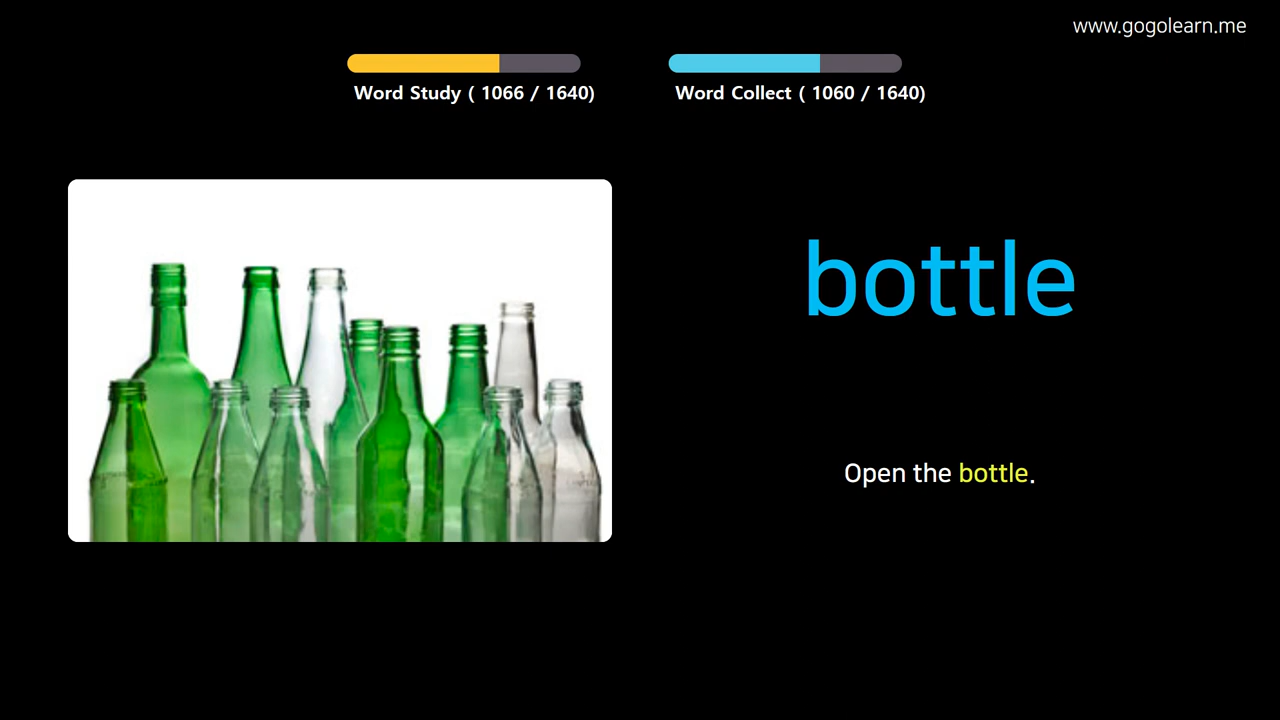 www.gogolearn.me
Word Study ( 1066 / 1640)
Word Collect ( 1060 / 1640)
bottle
Open the bottle.